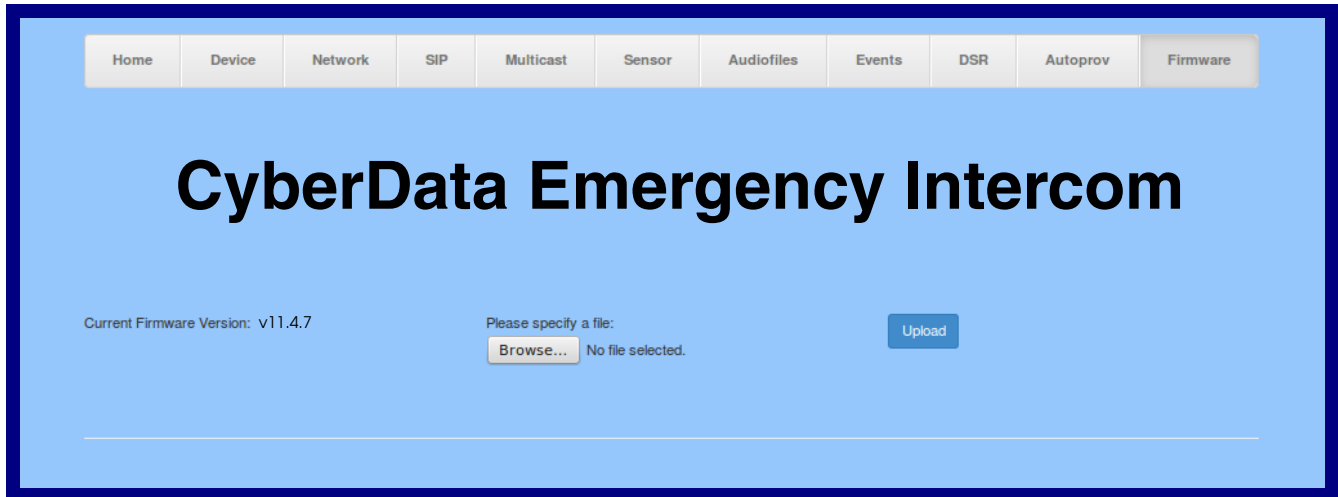 Home Device Network SIP Multicast Sensor Audiofiles Events DSR Autoprov Firmware
CyberData Emergency Intercom
Current Firmware Version: v11.4.7 Please specify a file: Upload
Browse... No file selected.